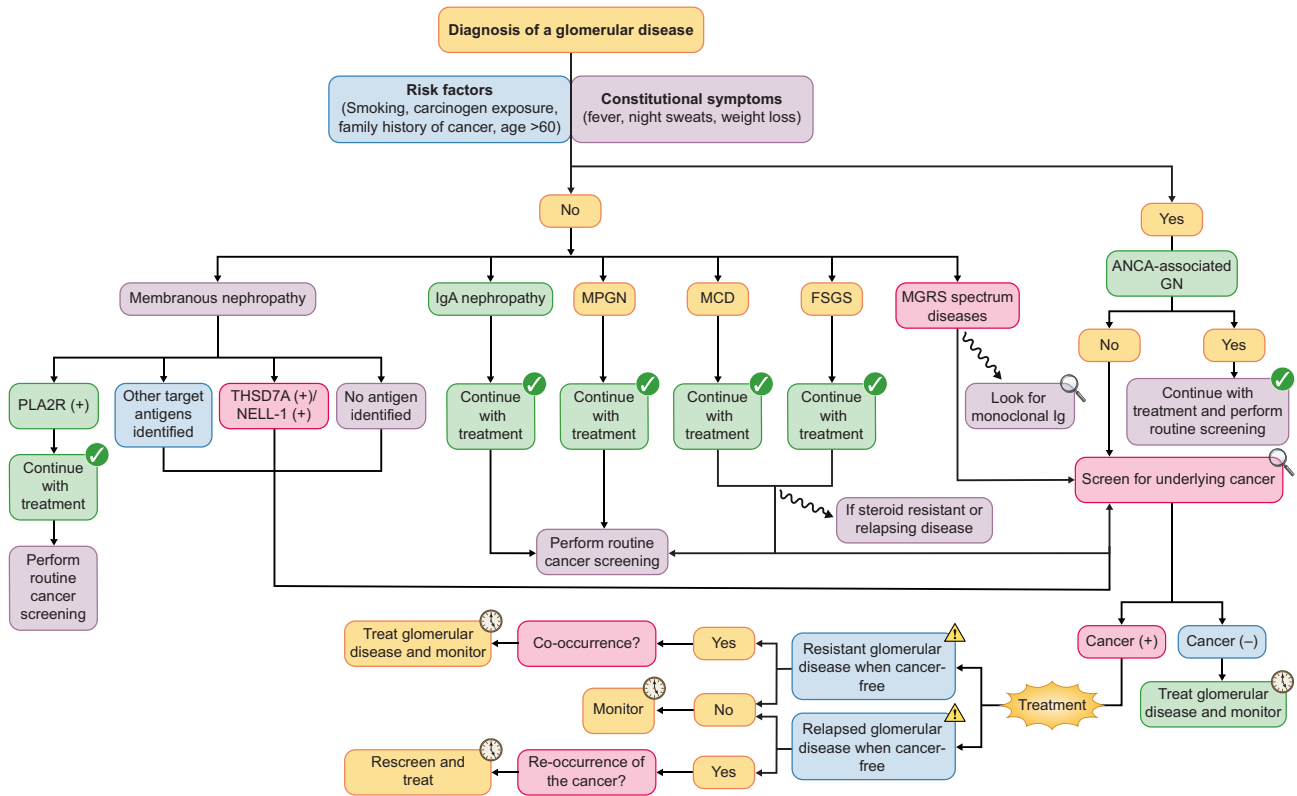 Diagnosis of a glomerular disease
Risk factors
(Smoking, carcinogen exposure,
family history of cancer, age >60)
Constitutional symptoms
(fever, night sweats, weight loss)
No
Yes
Membranous nephropathy
IgA nephropathy
MPGN
MCD
FSGS
MGRS spectrum
diseases
ANCA-associated
GN
No
Yes
PLA2R (+)
Other target
antigens
identified
THSD7A (+)/
NELL-1 (+)
No antigen
identified
Continue
with
treatment
Continue
with
treatment
Continue
with
treatment
Continue
with
treatment
Look for
monoclonal Ig
Continue with
treatment and perform
routine screening
Continue
with
treatment
Screen for underlying cancer
If steroid resistant or
relapsing disease
Perform routine
cancer screening
Perform
routine
cancer
screening
Treat glomerular
disease and monitor
Co-occurrence?
Yes
Resistant glomerular
disease when cancer-
free
Cancer (+)
Cancer (–)
Monitor
No
Treatment
Treat glomerular
disease and monitor
Relapsed glomerular
disease when cancer-
free
Rescreen and
treat
Re-occurrence of
the cancer?
Yes